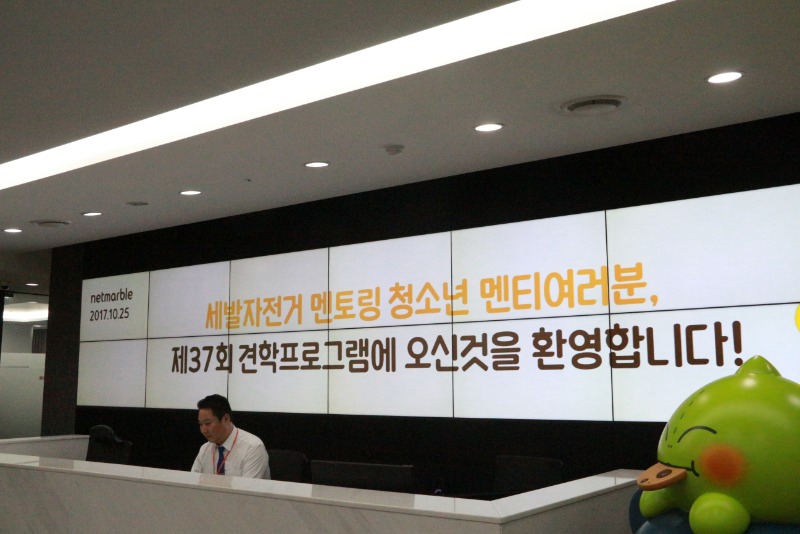 netmarble
2017.10.25
세발자전거 멘토링 청소년 멘티여러분,
제37회 견학프로그램에 오신것을 환영합니다!